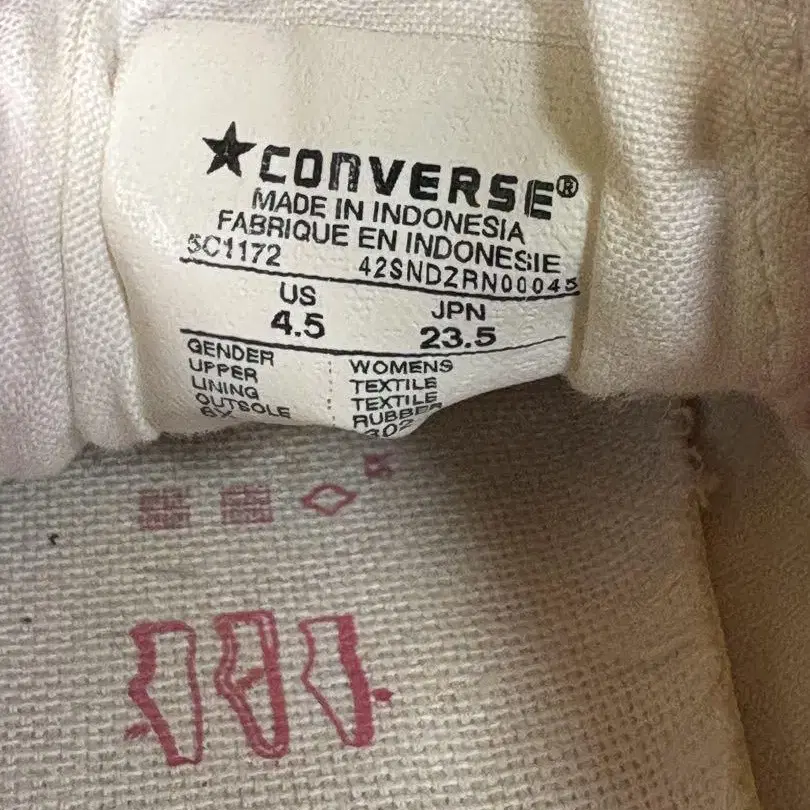 ★CONVERSE®
MADE IN INDONESIA
FABRIQUE EN INDONESIE
5C1172 42SNDZRN00045
US JPN
4.5 23.5
GENDER : WOMENS
UPPER : TEXTILE
LINING : TEXTILE
OUTSOLE : RUBBER